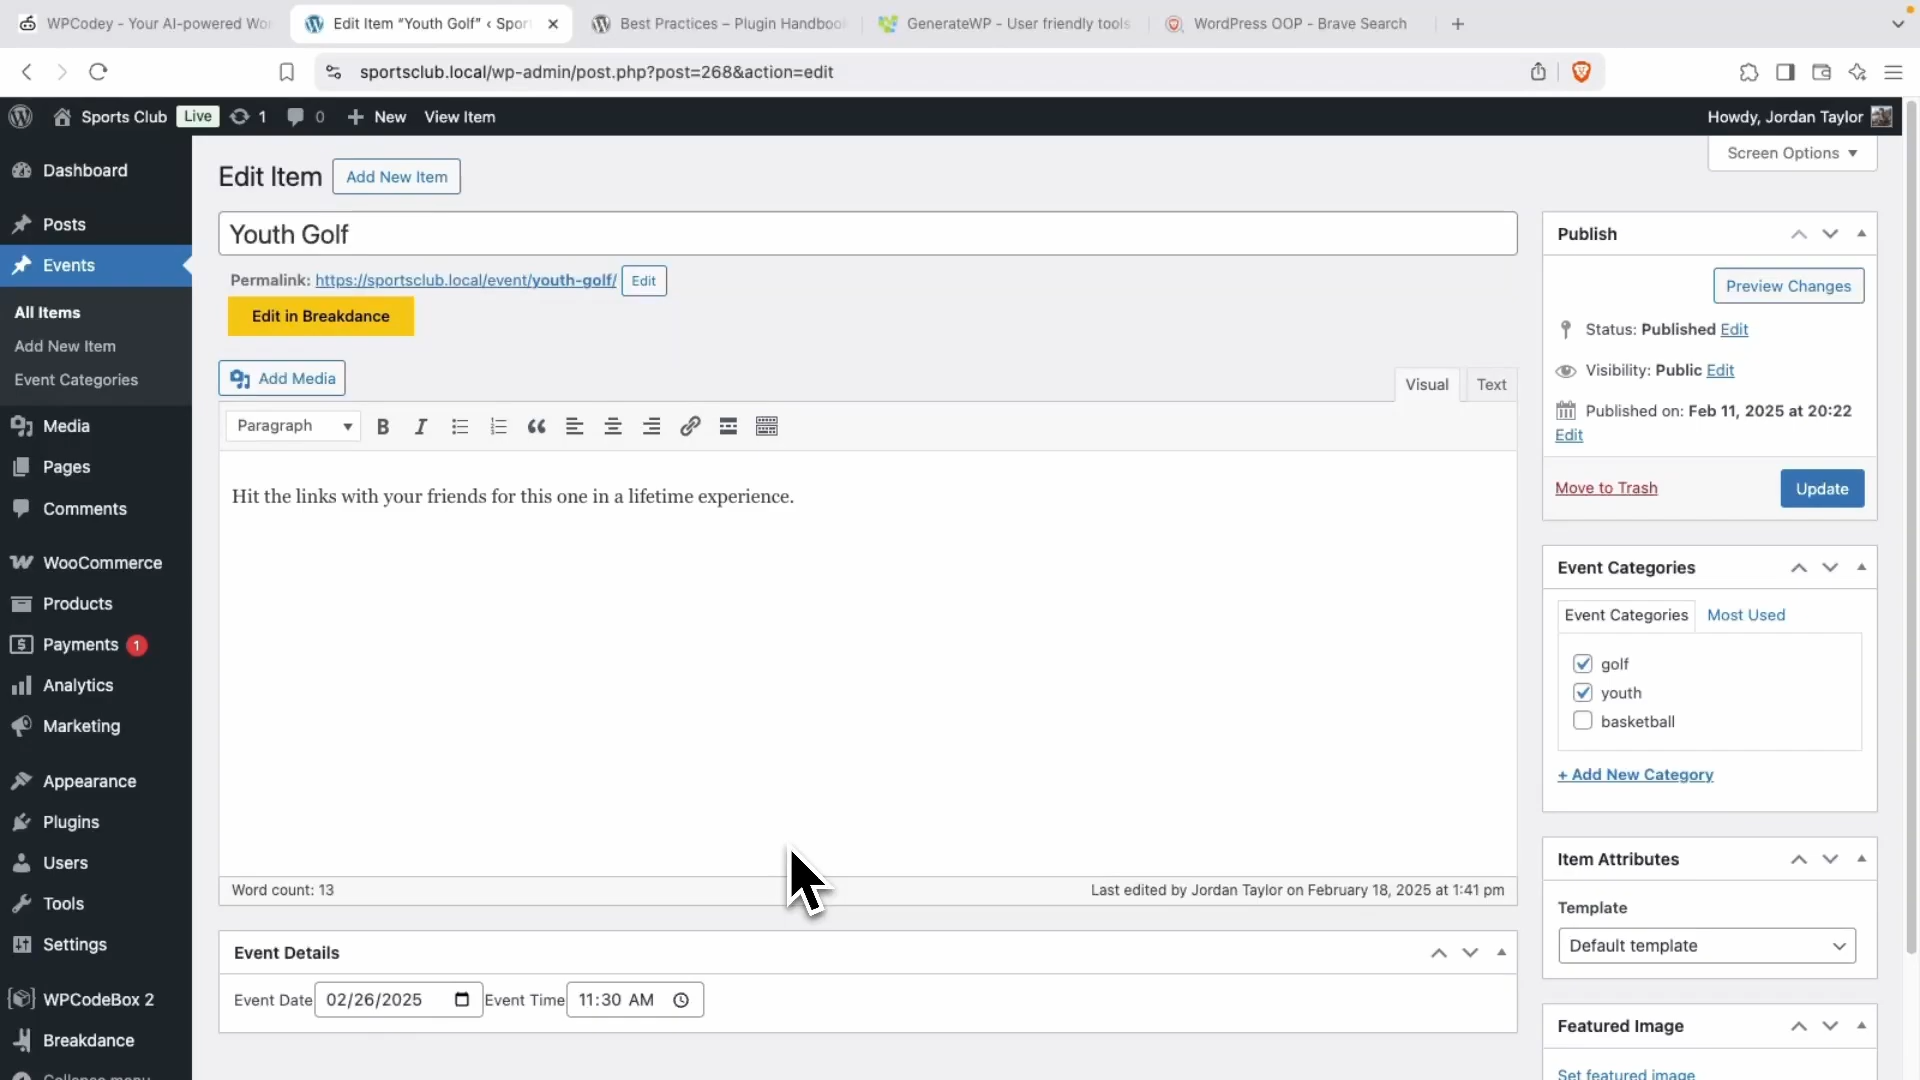 WPCodey - Your AI-powered Wor
Edit Item “Youth Golf” ‹ Spor
Best Practices – Plugin Handboo
GenerateWP - User friendly tools
WordPress OOP - Brave Search
sportsclub.local/wp-admin/post.php?post=268&action=edit
Sports Club Live 1 0 + New View Item
Howdy, Jordan Taylor
Dashboard
Posts
Events
All Items
Add New Item
Event Categories
Media
Pages
Comments
WooCommerce
Products
Payments 1
Analytics
Marketing
Appearance
Plugins
Users
Tools
Settings
WPCodeBox 2
Breakdance
Collapse menu
Screen Options
Edit Item Add New Item
Youth Golf
Permalink: https://sportsclub.local/event/youth-golf/ Edit
Edit in Breakdance
Add Media
Visual Text
Paragraph
Hit the links with your friends for this one in a lifetime experience.
Word count: 13
Last edited by Jordan Taylor on February 18, 2025 at 1:41 pm
Event Details
Event Date 02/26/2025 Event Time 11:30 AM
Publish
Preview Changes
Status: Published Edit
Visibility: Public Edit
Published on: Feb 11, 2025 at 20:22
Edit
Move to Trash Update
Event Categories
Event Categories Most Used
golf
youth
basketball
+ Add New Category
Item Attributes
Template
Default template
Featured Image
Set featured image